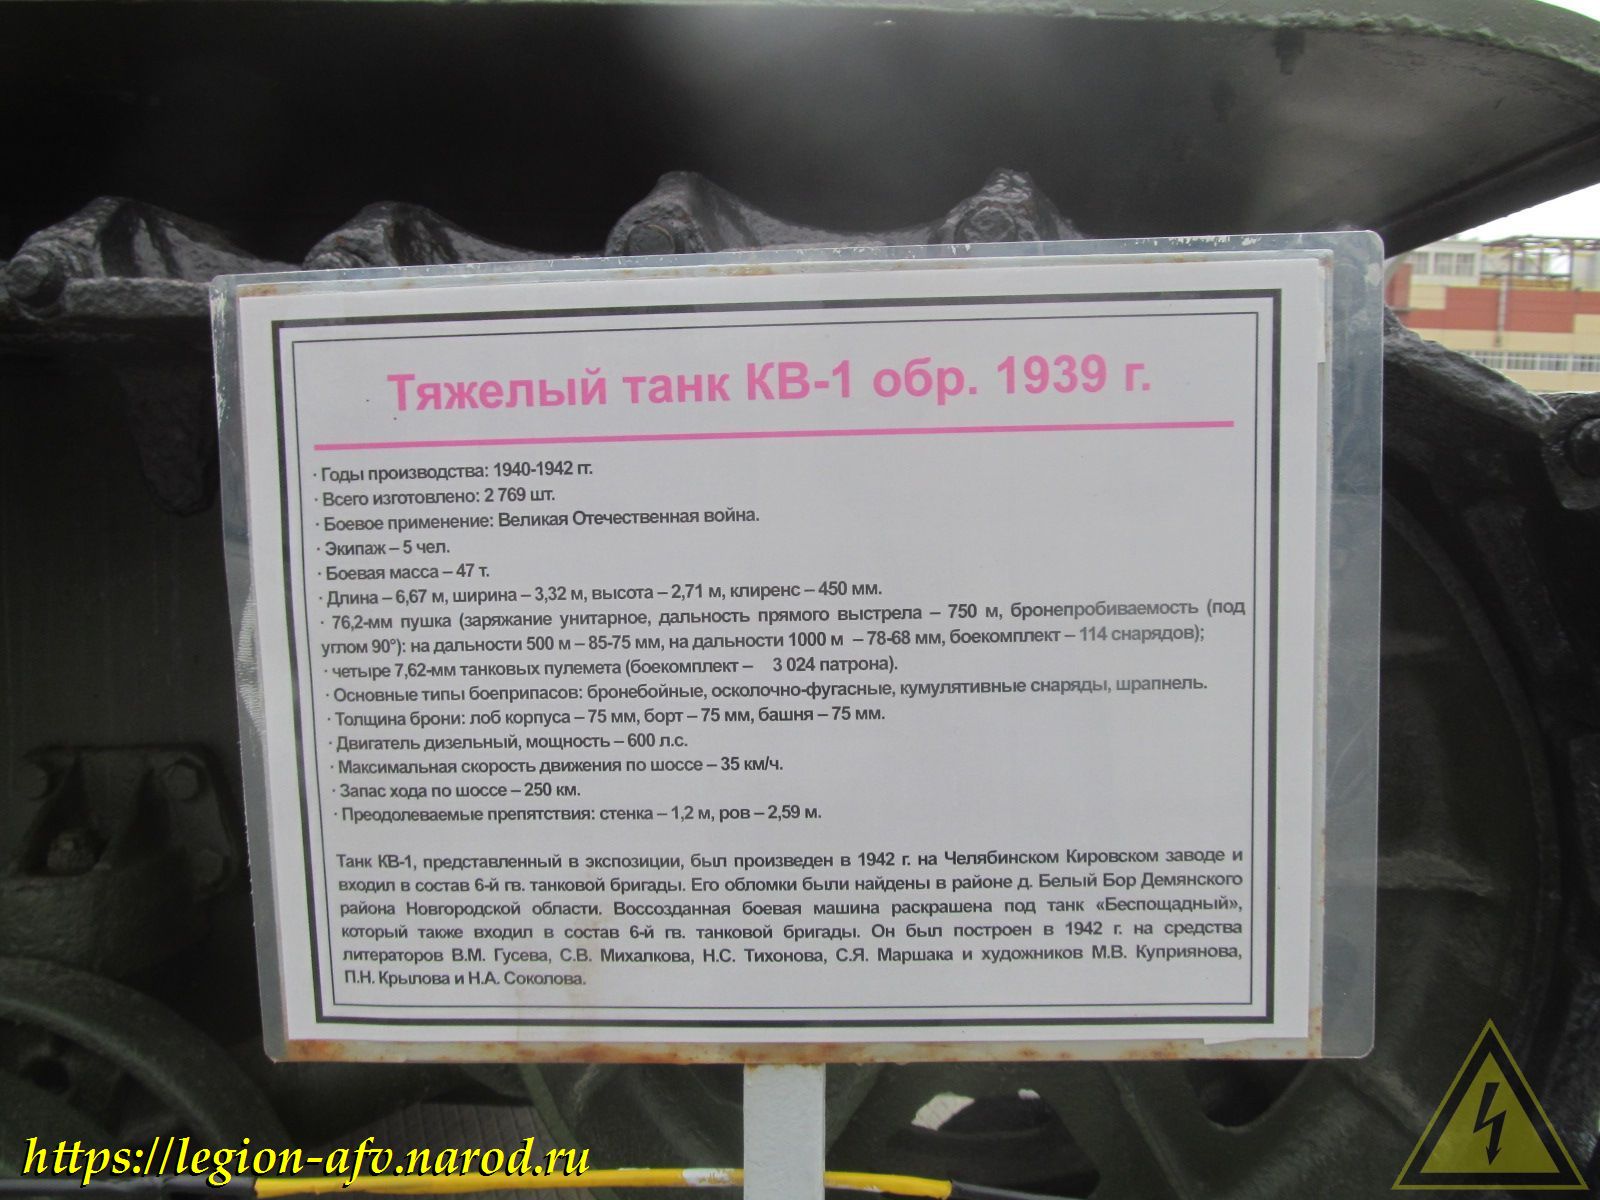 Тяжелый танк КВ-1 обр. 1939 г.
· Годы производства: 1940-1942 гг.
· Всего изготовлено: 2 769 шт.
· Боевое применение: Великая Отечественная война.
· Экипаж – 5 чел.
· Боевая масса – 47 т.
· Длина – 6,67 м, ширина – 3,32 м, высота – 2,71 м, клиренс – 450 мм.
· 76,2-мм пушка (заряжание унитарное, дальность прямого выстрела – 750 м, бронепробиваемость (под
углом 90°): на дальности 500 м – 85-75 мм, на дальности 1000 м – 78-68 мм, боекомплект – 114 снарядов);
· четыре 7,62-мм танковых пулемета (боекомплект – 3 024 патрона).
· Основные типы боеприпасов: бронебойные, осколочно-фугасные, кумулятивные снаряды, шрапнель.
· Толщина брони: лоб корпуса – 75 мм, борт – 75 мм, башня – 75 мм.
· Двигатель дизельный, мощность – 600 л.с.
· Максимальная скорость движения по шоссе – 35 км/ч.
· Запас хода по шоссе – 250 км.
· Преодолеваемые препятствия: стенка – 1,2 м, ров – 2,59 м.
Танк КВ-1, представленный в экспозиции, был произведен в 1942 г. на Челябинском Кировском заводе и
входил в состав 6-й гв. танковой бригады. Его обломки были найдены в районе д. Белый Бор Демянского
района Новгородской области. Воссозданная боевая машина раскрашена под танк «Беспощадный»,
который также входил в состав 6-й гв. танковой бригады. Он был построен в 1942 г. на средства
литераторов В.М. Гусева, С.В. Михалкова, Н.С. Тихонова, С.Я. Маршака и художников М.В. Куприянова,
П.Н. Крылова и Н.А. Соколова.
https://legion-afv.narod.ru